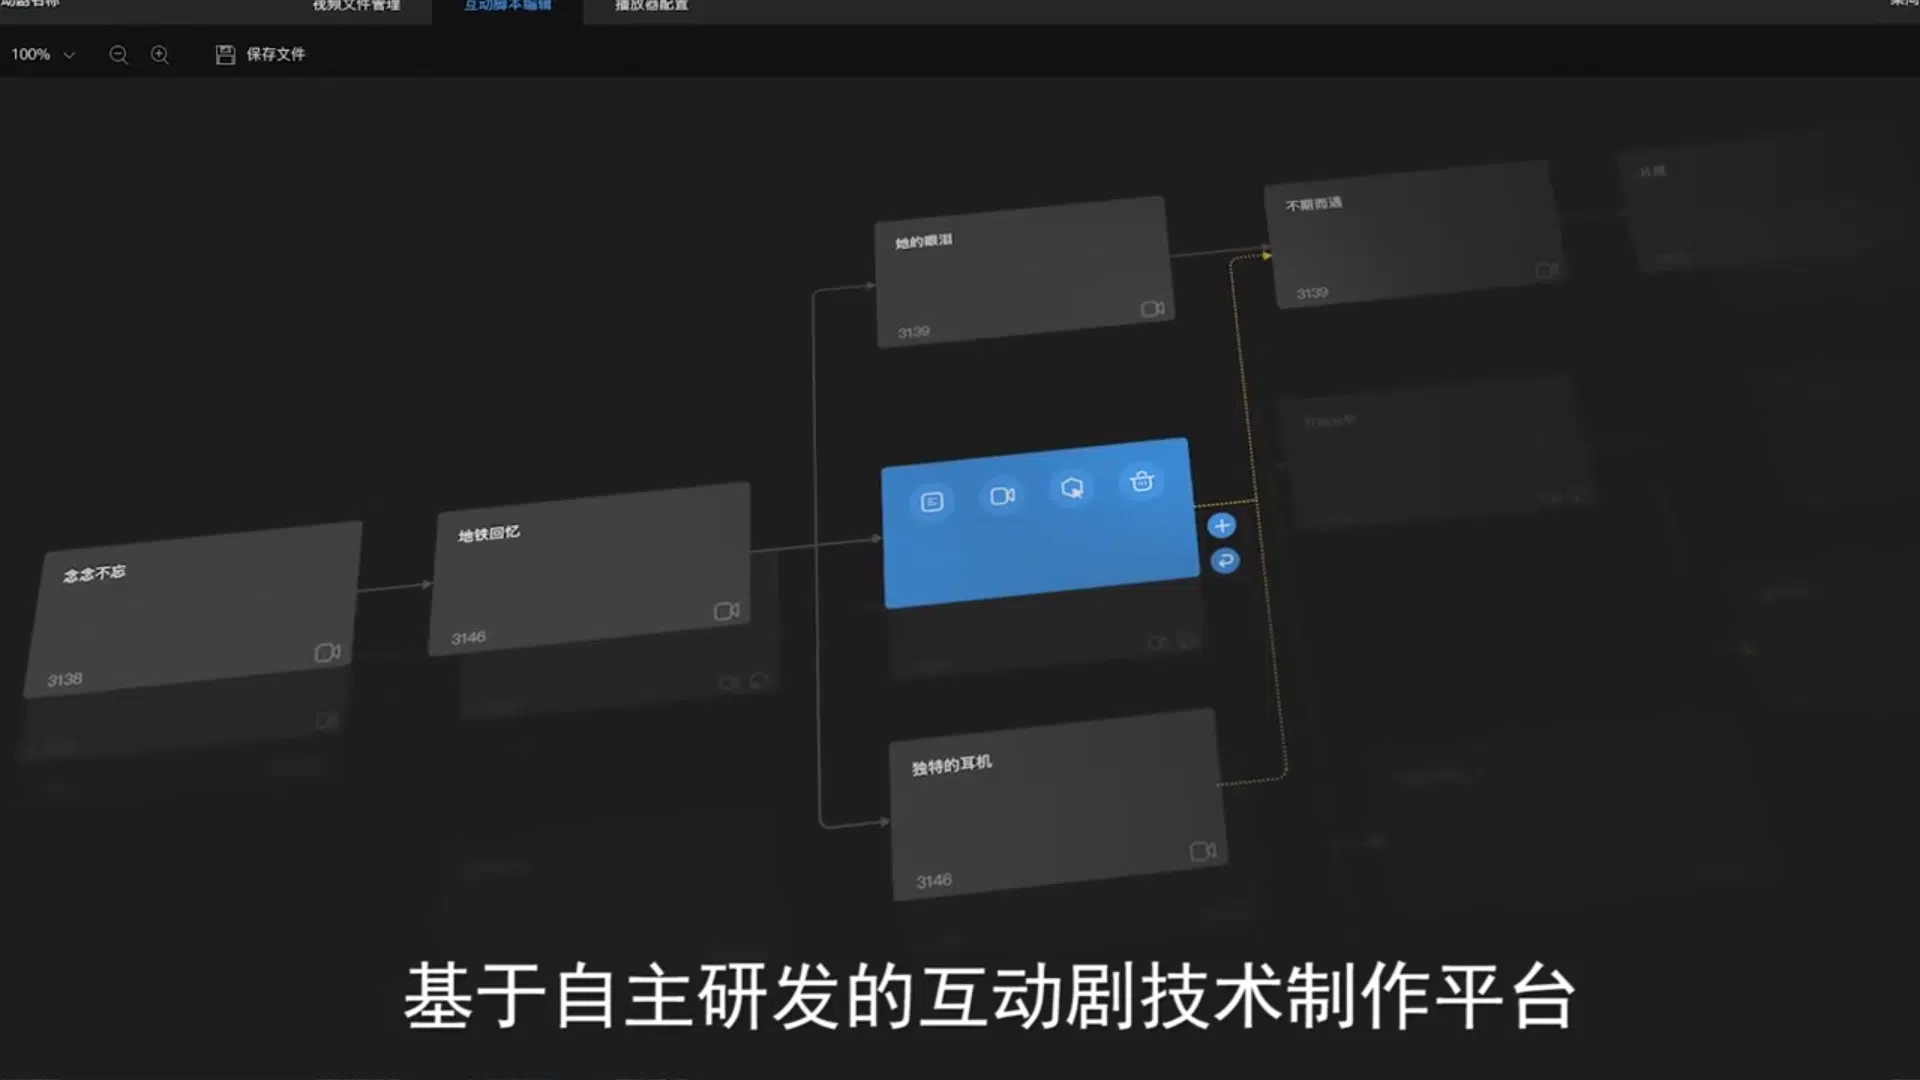 动剧名称
视频文件管理
互动脚本编辑
播放器配置
100%
保存文件
她的眼泪
3139
不期而遇
3139
片尾
念念不忘
3138
地铁回忆
3146
独特的耳机
3146
基于自主研发的互动剧技术制作平台